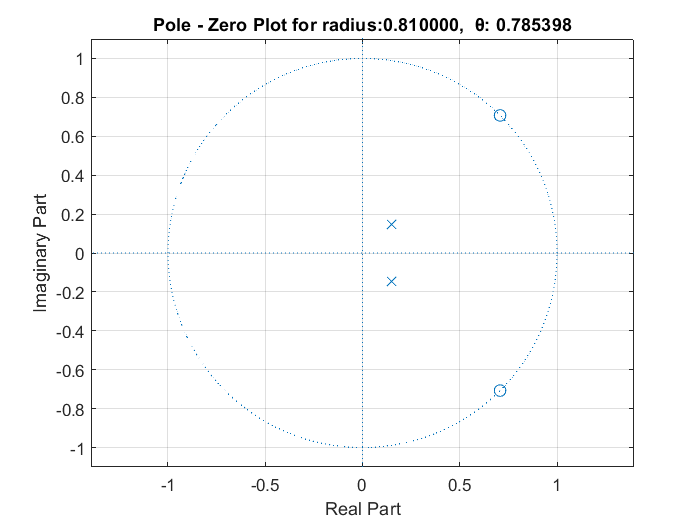 Pole - Zero Plot for radius:0.810000,  θ: 0.785398
1
0.8
0.6
0.4
0.2
0
-0.2
-0.4
-0.6
-0.8
-1
Imaginary Part
-1 -0.5 0 0.5 1
Real Part